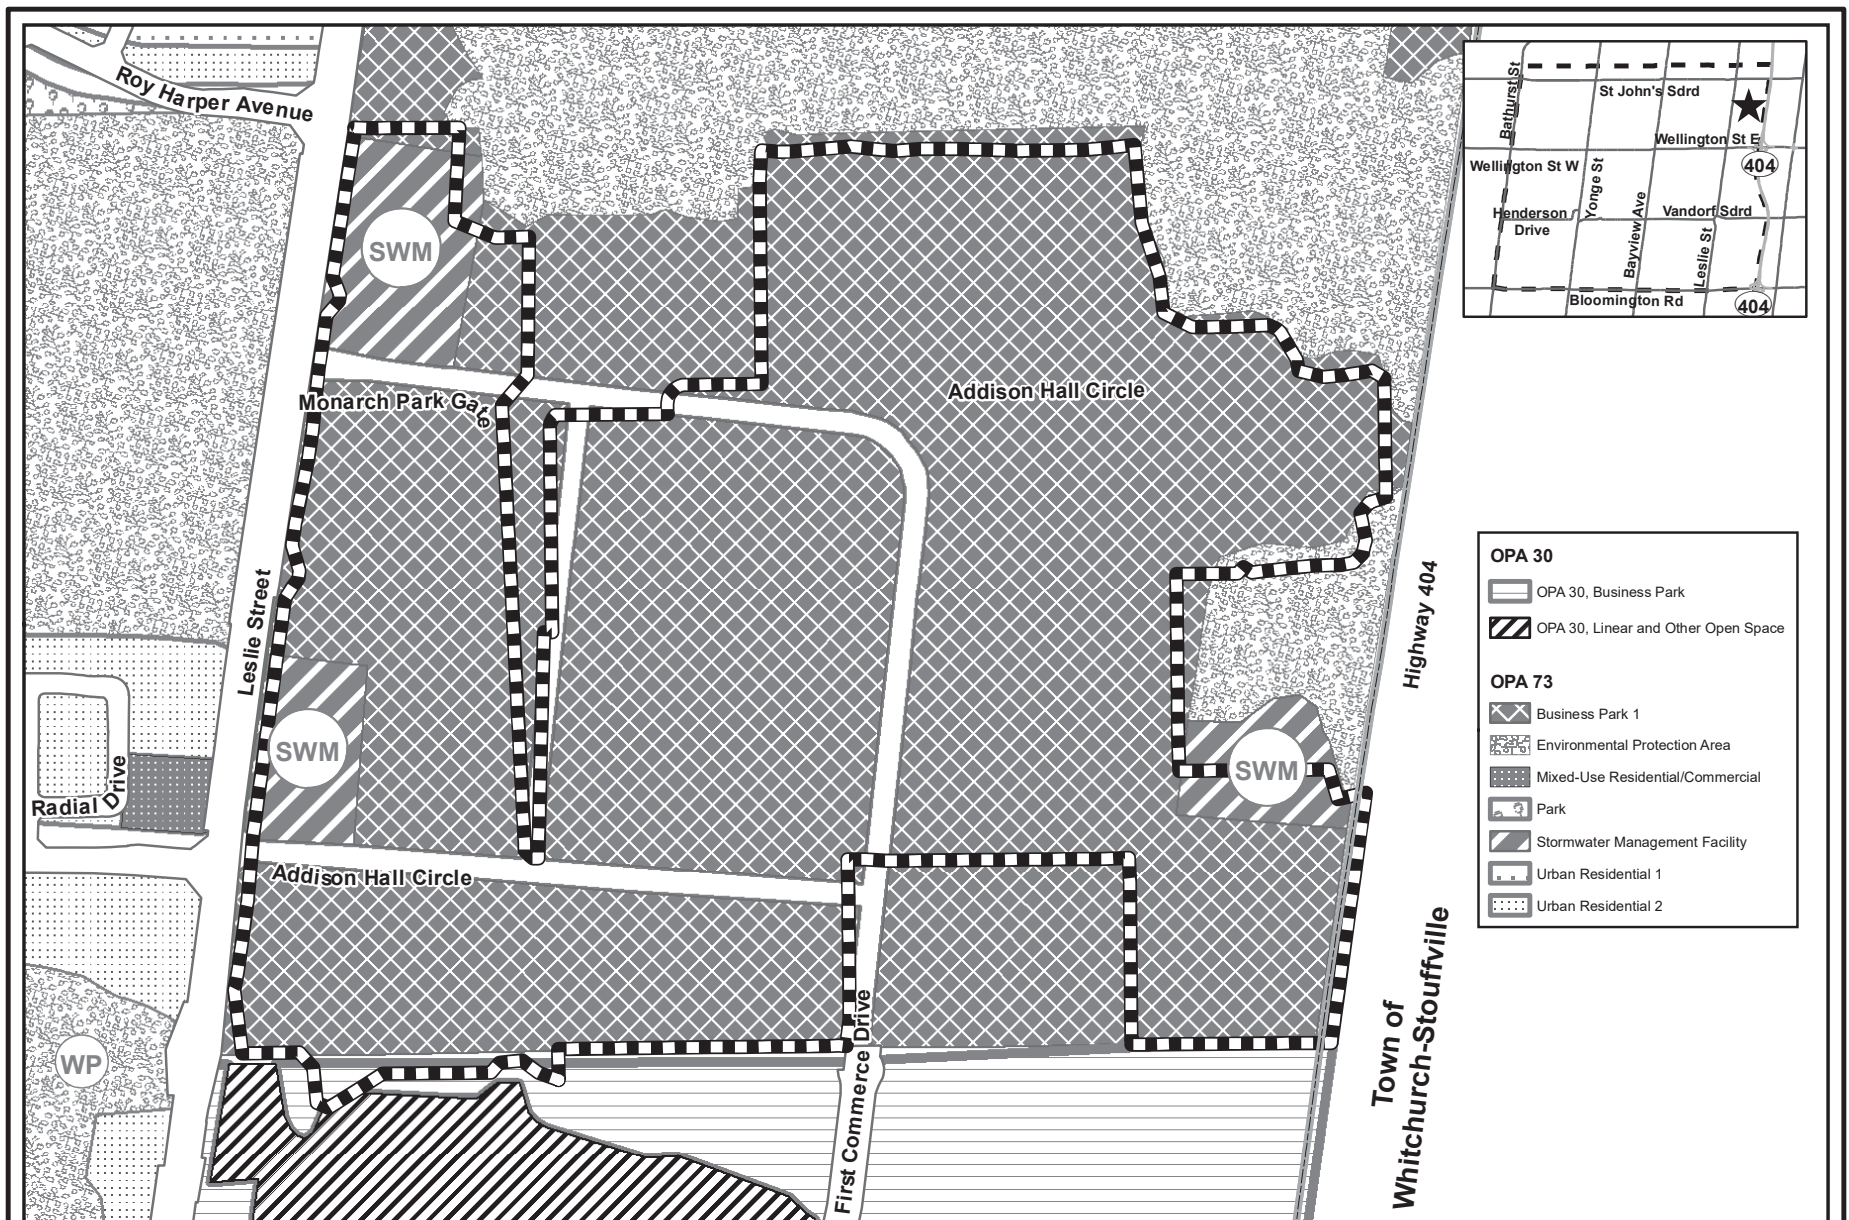 Roy Harper Avenue
SWM
Monarch Park Gate
Addison Hall Circle
Leslie Street
SWM
Radial Drive
SWM
Addison Hall Circle
WP
First Commerce Drive
Highway 404
Town of
Whitchurch-Stouffville
Bathurst St
St John's Sdrd
Wellington St E
404
Wellington St W
Yonge St
Bayview Ave
Henderson
Drive
Vandorf Sdrd
Leslie St
Bloomington Rd
404
OPA 30
OPA 30, Business Park
OPA 30, Linear and Other Open Space
OPA 73
Business Park 1
Environmental Protection Area
Mixed-Use Residential/Commercial
Park
Stormwater Management Facility
Urban Residential 1
Urban Residential 2